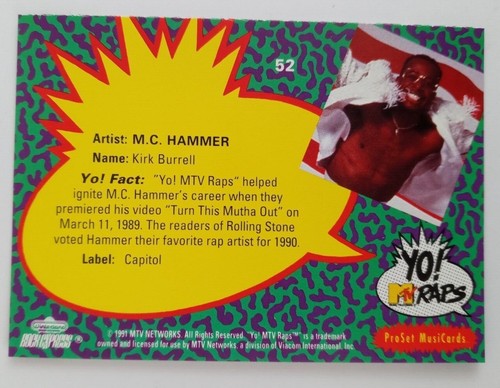 52
Artist: M.C. HAMMER
Name: Kirk Burrell
Yo! Fact: "Yo! MTV Raps" helped
ignite M.C. Hammer's career when they
premiered his video "Turn This Mutha Out" on
March 11, 1989. The readers of Rolling Stone
voted Hammer their favorite rap artist for 1990.
Label: Capitol
YO!
MTV RAPS
ProSet MusiCards
© 1991 MTV NETWORKS. All Rights Reserved. "Yo! MTV Raps"™ is a trademark
owned and licensed for use by MTV Networks, a division of Viacom International, Inc.